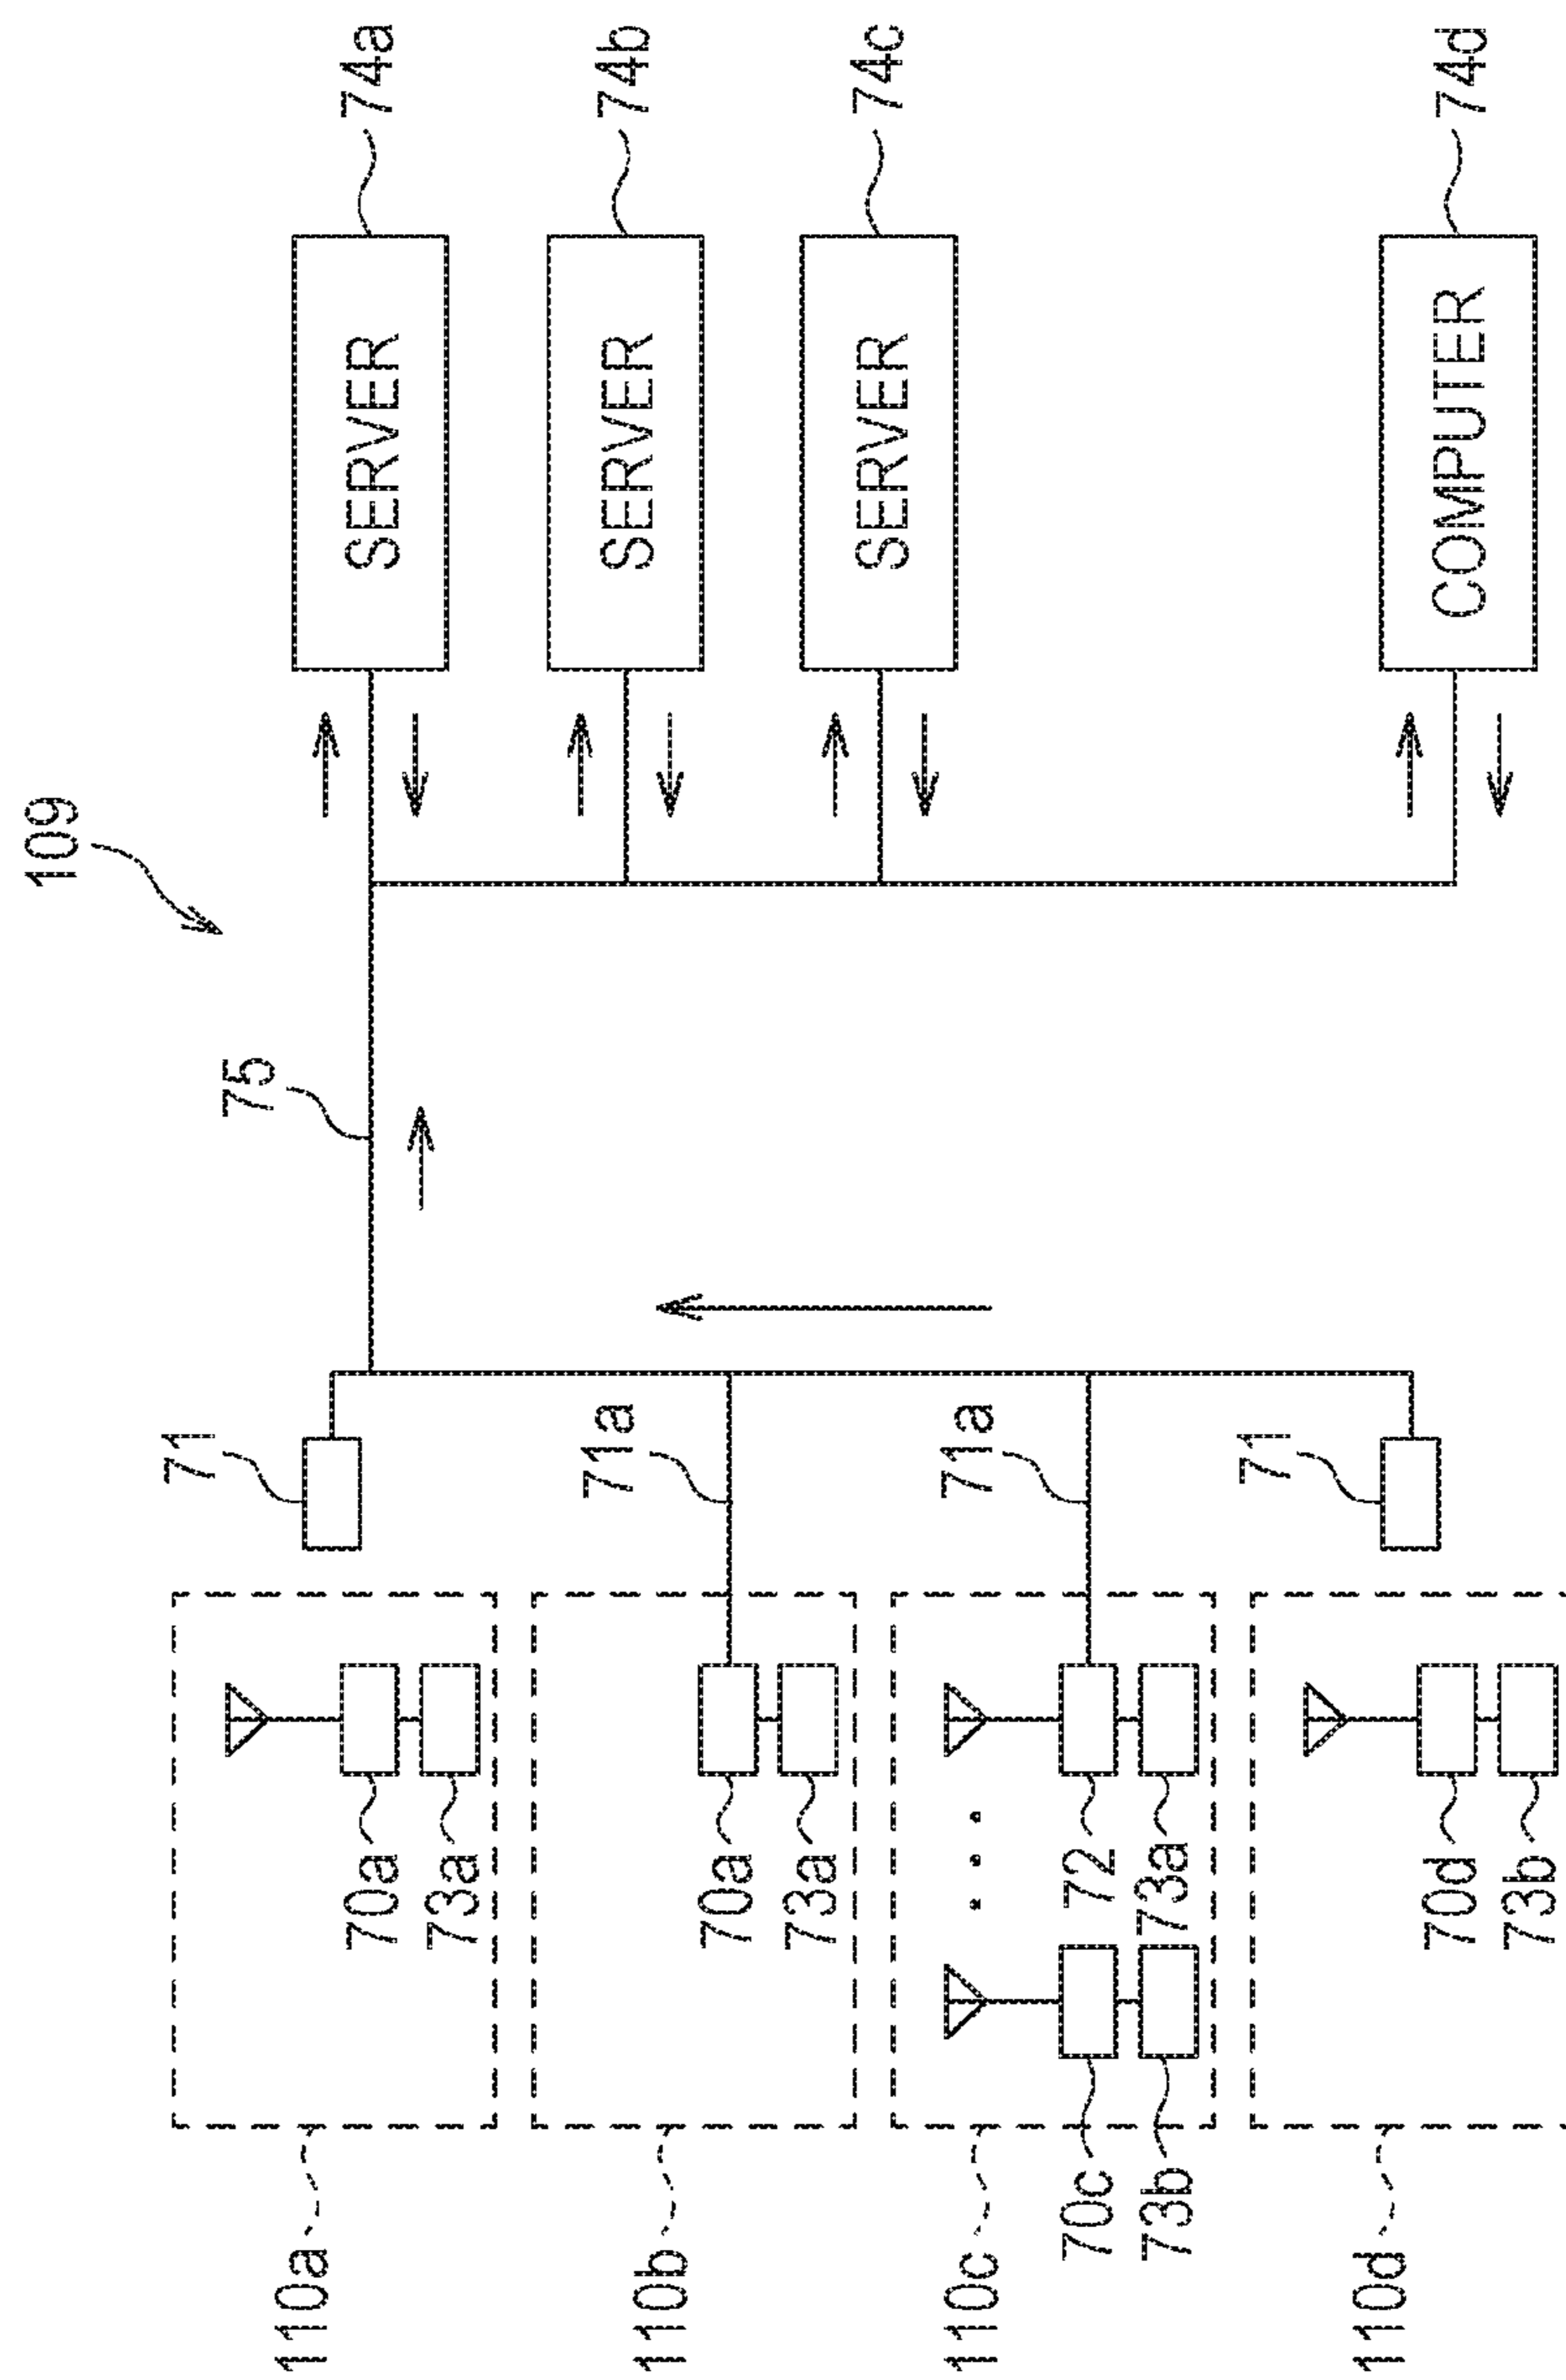 109
110a
70a
73a
71
75
SERVER
74a
110b
70a
73a
71a
SERVER
74b
110c
70c
73b
72
73a
71a
SERVER
74c
110d
70d
73b
71
COMPUTER
74d